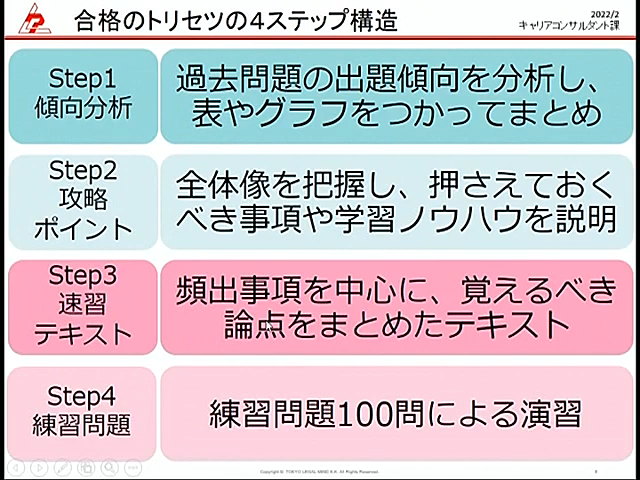 合格のトリセツの4ステップ構造
2022/2
キャリアコンサルタント課
Step1
傾向分析
過去問題の出題傾向を分析し、
表やグラフをつかってまとめ
Step2
攻略
ポイント
全体像を把握し、押さえておく
べき事項や学習ノウハウを説明
Step3
速習
テキスト
頻出事項を中心に、覚えるべき
論点をまとめたテキスト
Step4
練習問題
練習問題100問による演習
Copyright © TOKYO LEGAL MIND K.K. All Rights Reserved.